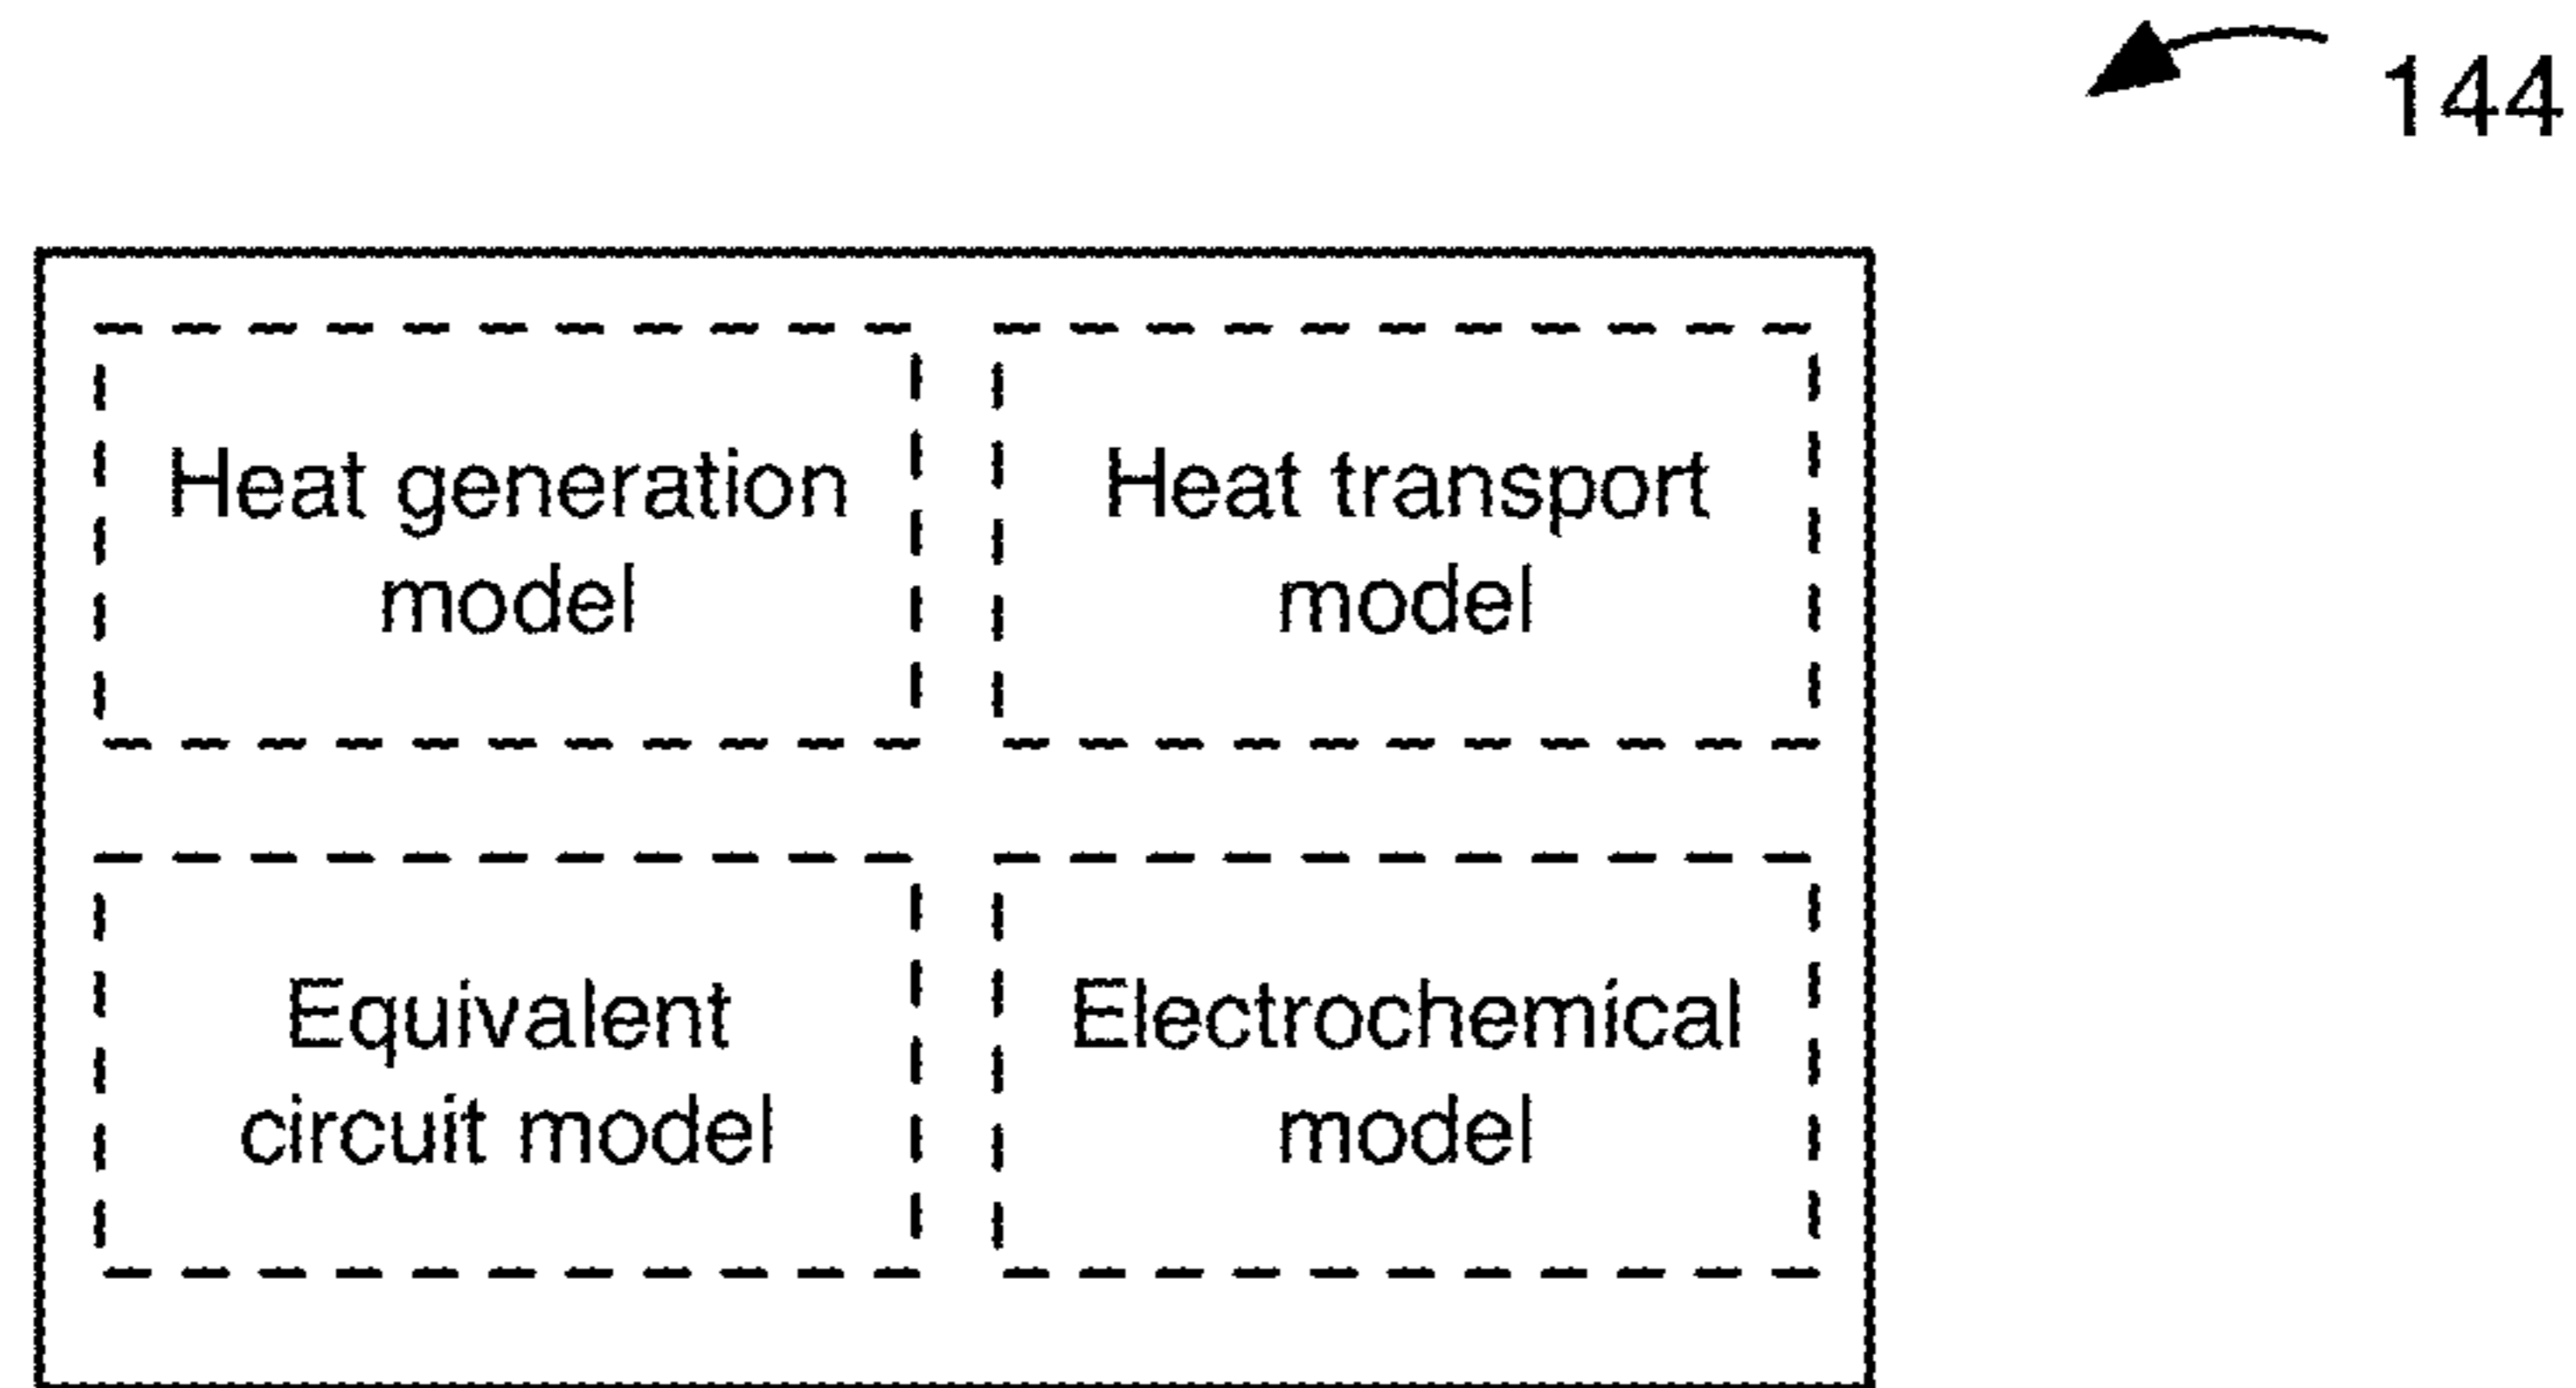 144
Heat generation
model
Heat transport
model
Equivalent
circuit model
Electrochemical
model